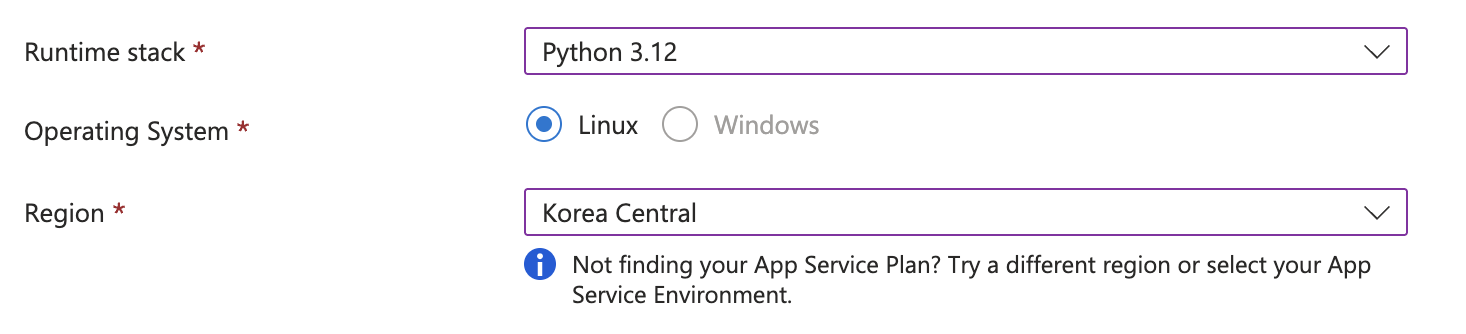 Runtime stack *
Python 3.12
Operating System *
Linux
Windows
Region *
Korea Central
Not finding your App Service Plan? Try a different region or select your App
Service Environment.